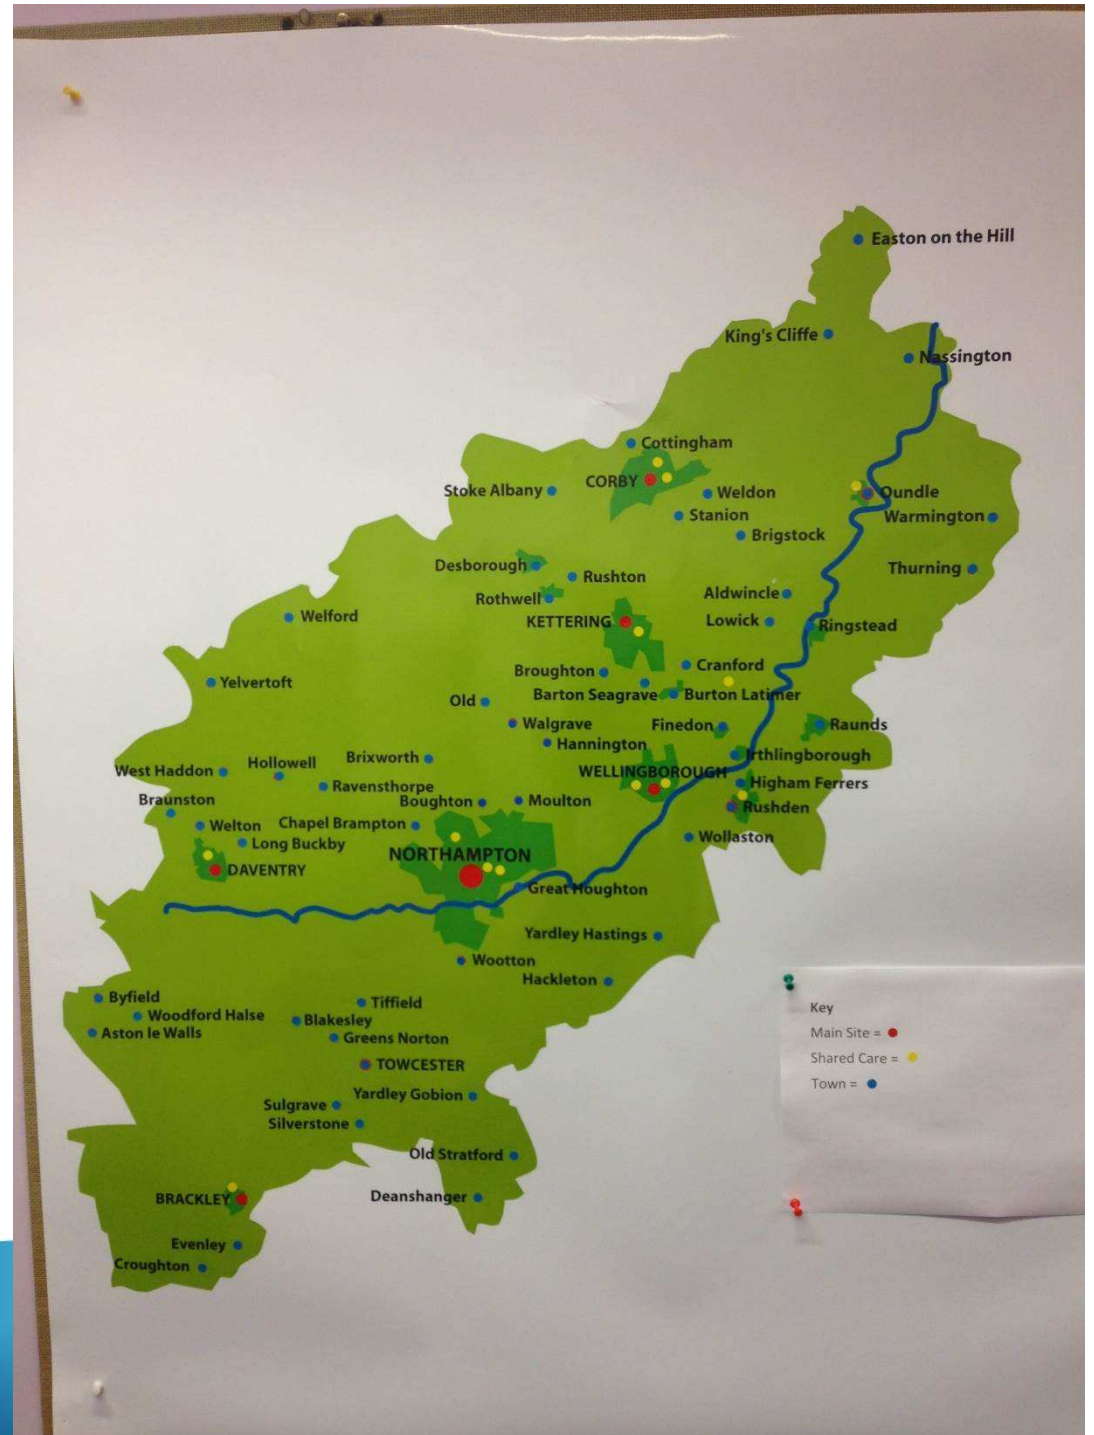 Easton on the Hill
King's Cliffe
Nassington
Cottingham
CORBY
Stoke Albany
Weldon
Oundle
Stanion
Warmington
Brigstock
Desborough
Rushton
Thurning
Rothwell
Aldwincle
Welford
KETTERING
Lowick
Ringstead
Broughton
Cranford
Yelvertoft
Barton Seagrave
Burton Latimer
Old
Walgrave
Finedon
Raunds
Hannington
Brixworth
Irthlingborough
Hollowell
West Haddon
WELLINGBOROUGH
Ravensthorpe
Higham Ferrers
Braunston
Boughton
Moulton
Rushden
Welton
Chapel Brampton
Long Buckby
Wollaston
NORTHAMPTON
DAVENTRY
Great Houghton
Yardley Hastings
Wootton
Hackleton
Byfield
Tiffield
Woodford Halse
Blakesley
Aston le Walls
Greens Norton
TOWCESTER
Yardley Gobion
Sulgrave
Silverstone
Old Stratford
BRACKLEY
Deanshanger
Evenley
Croughton
Key
Main Site =
Shared Care =
Town =